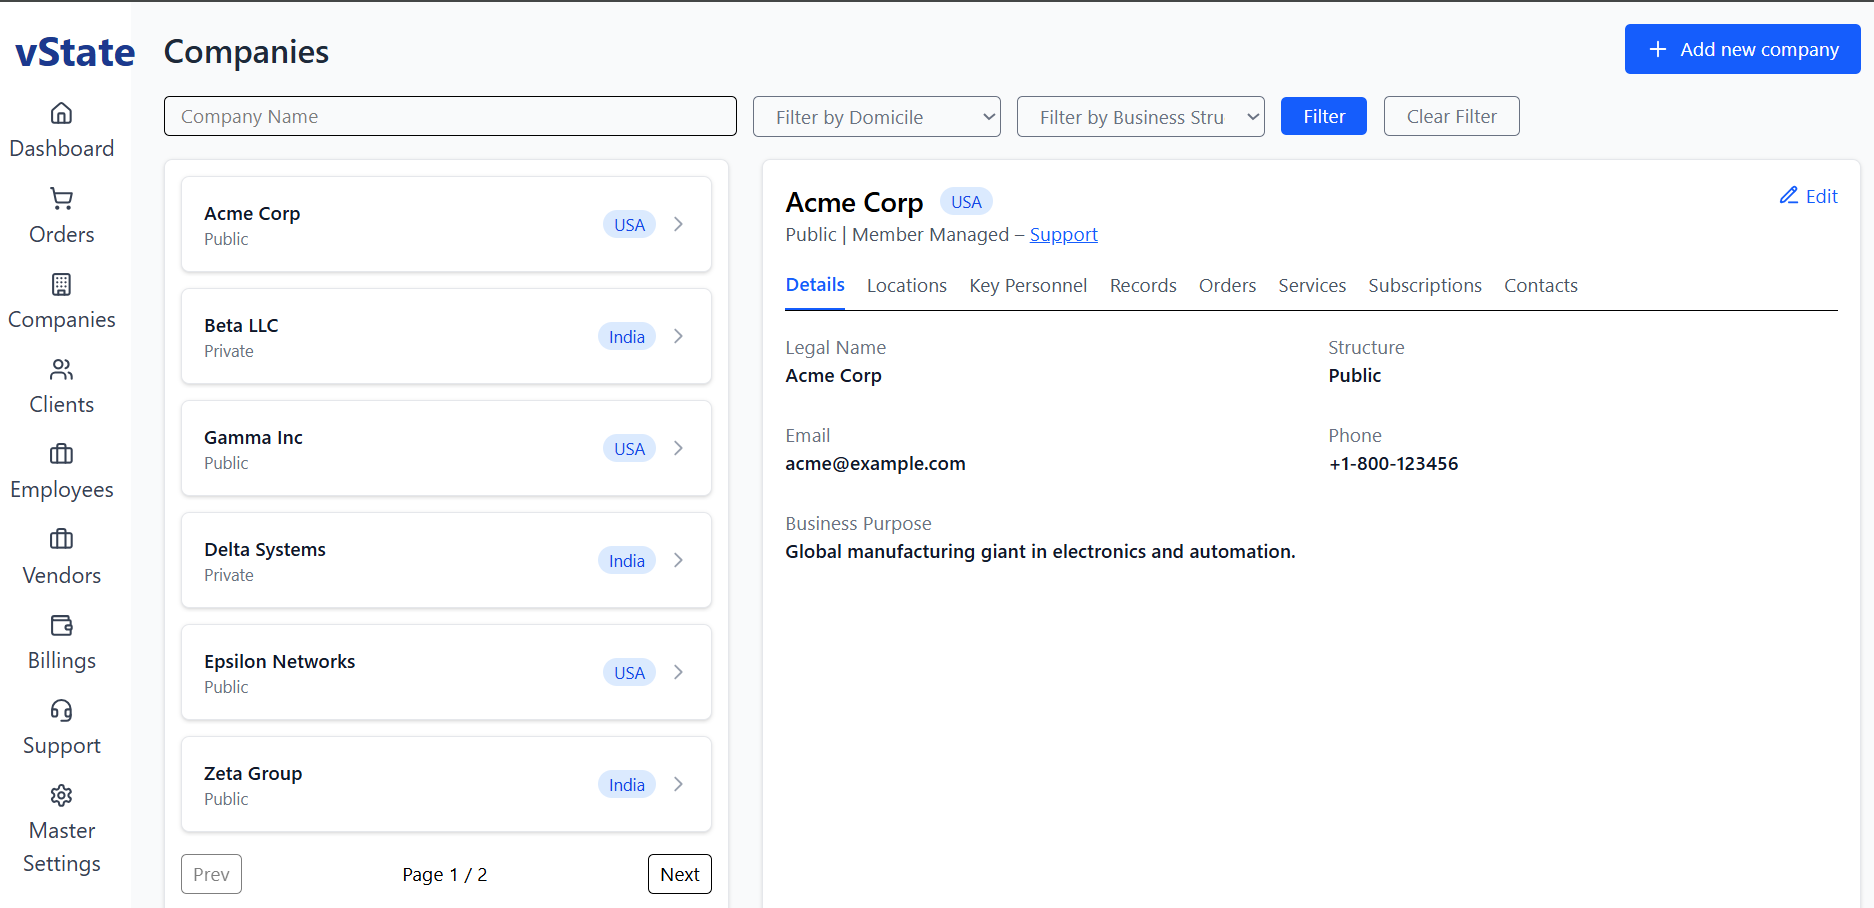 vState
Dashboard
Orders
Companies
Clients
Employees
Vendors
Billings
Support
Master
Settings
Companies
+ Add new company
Company Name
Filter by Domicile
Filter by Business Stru
Filter
Clear Filter
Acme Corp
Public
USA
Beta LLC
Private
India
Gamma Inc
Public
USA
Delta Systems
Private
India
Epsilon Networks
Public
USA
Zeta Group
Public
India
Prev
Page 1 / 2
Next
Acme Corp USA
Edit
Public | Member Managed – Support
Details Locations Key Personnel Records Orders Services Subscriptions Contacts
Legal Name
Acme Corp
Structure
Public
Email
acme@example.com
Phone
+1-800-123456
Business Purpose
Global manufacturing giant in electronics and automation.